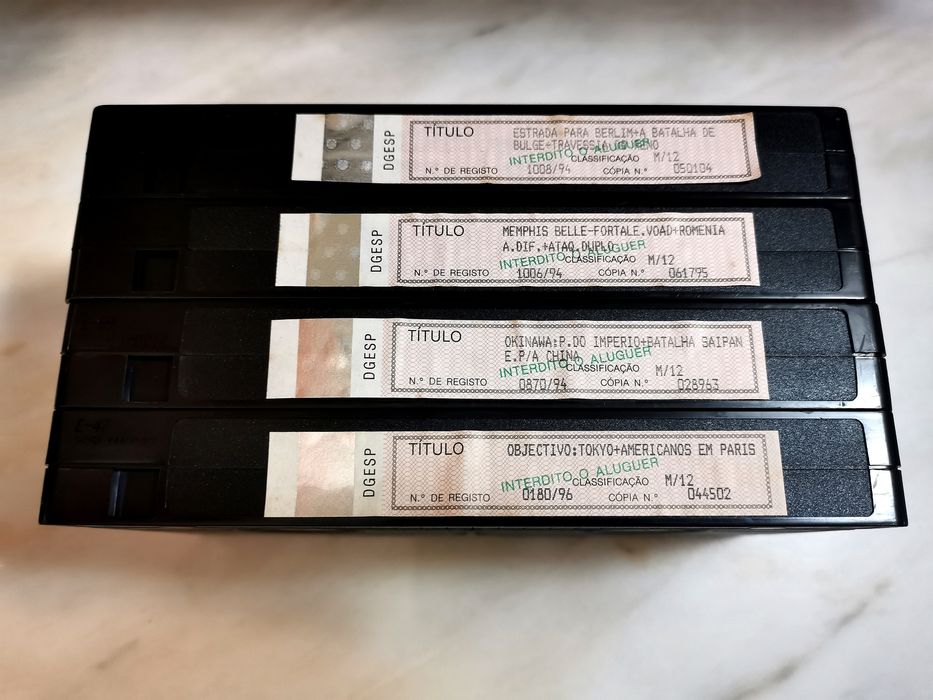 DGESP
TÍTULO
ESTRADA PARA BERLIM+A BATALHA DE
BULGE+TRAVESSIA DO RENO
INTERDITO O ALUGUER
CLASSIFICAÇÃO M/12
N.º DE REGISTO 1008/94 CÓPIA N.º 050104
DGESP
TÍTULO
MEMPHIS BELLE-FORTALE.VOAD+ROMENIA
A.DIF.+ATAQ.DUPLO
INTERDITO O ALUGUER
CLASSIFICAÇÃO M/12
N.º DE REGISTO 1006/94 CÓPIA N.º 061795
DGESP
TÍTULO
OKINAWA:P.DO IMPERIO+BATALHA SAIPAN
E.P/A CHINA
INTERDITO O ALUGUER
CLASSIFICAÇÃO M/12
N.º DE REGISTO 0870/94 CÓPIA N.º 028963
DGESP
TÍTULO
OBJECTIVO:TOKYO+AMERICANOS EM PARIS
INTERDITO O ALUGUER
CLASSIFICAÇÃO M/12
N.º DE REGISTO 0180/96 CÓPIA N.º 044502